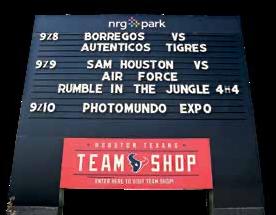 nrg park
9/8 BORREGOS VS
AUTENTICOS TIGRES
9/9 SAM HOUSTON VS
AIR FORCE
RUMBLE IN THE JUNGLE 4H4
9/10 PHOTOMUNDO EXPO
HOUSTON TEXANS
TEAM SHOP
ENTER HERE TO VISIT TEAM SHOP!